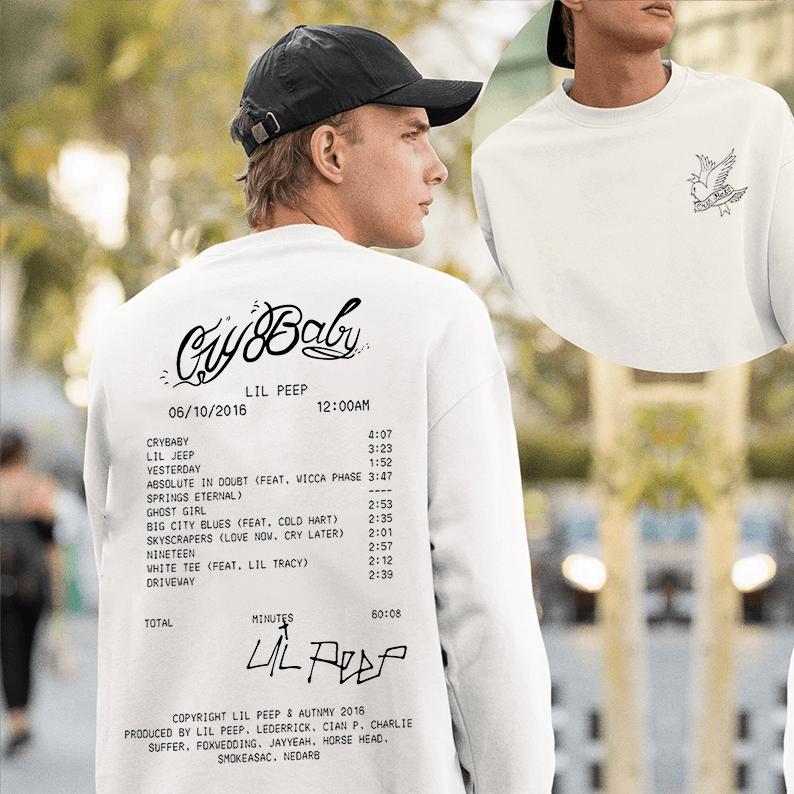 CryBaby
LIL PEEP
06/10/2016 12:00AM
CRYBABY 4:07
LIL JEEP 3:23
YESTERDAY 1:52
ABSOLUTE IN DOUBT (FEAT. WICCA PHASE 3:47
SPRINGS ETERNAL) ----
GHOST GIRL 2:53
BIG CITY BLUES (FEAT. COLD HART) 2:35
SKYSCRAPERS (LOVE NOW, CRY LATER) 2:01
NINETEEN 2:57
WHITE TEE (FEAT. LIL TRACY) 2:12
DRIVEWAY 2:39
TOTAL MINUTES 60:08
LiL PEEP
COPYRIGHT LIL PEEP & AUTNMY 2016
PRODUCED BY LIL PEEP, LEDERRICK, CIAN P, CHARLIE
SUFFER, FOXWEDDING, JAYYEAH, HORSE HEAD,
SMOKEASAC, NEDARB